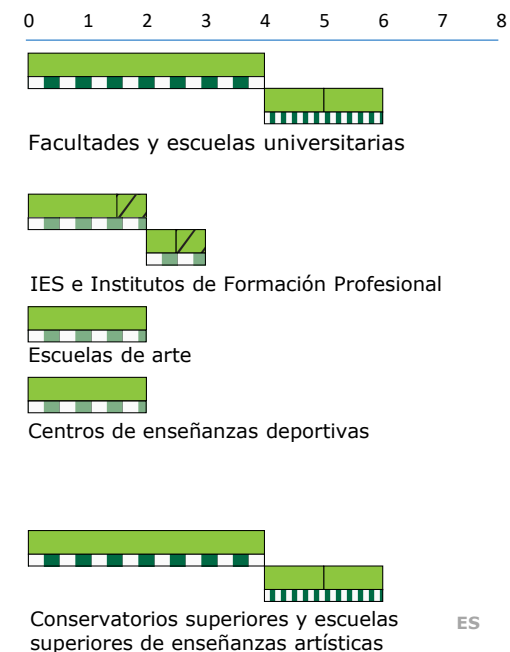 0 1 2 3 4 5 6 7 8
Facultades y escuelas universitarias
IES e Institutos de Formación Profesional
Escuelas de arte
Centros de enseñanzas deportivas
Conservatorios superiores y escuelas
superiores de enseñanzas artísticas
ES